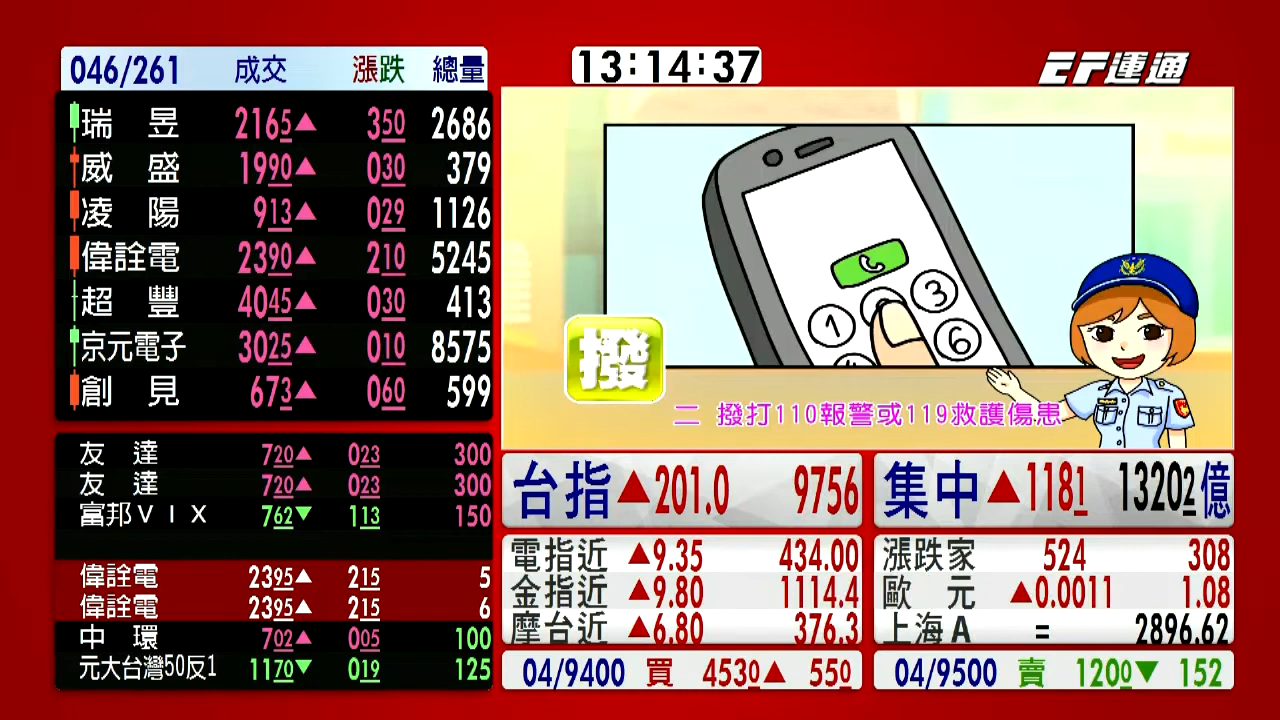 046/261 成交 漲跌 總量
13:14:37
EF運通
瑞昱 2165▲ 350 2686
威盛 1990▲ 030 379
凌陽 913▲ 029 1126
偉詮電 2390▲ 210 5245
超豐 4045▲ 030 413
京元電子 3025▲ 010 8575
創見 673▲ 060 599
友達 720▲ 023 300
友達 720▲ 023 300
富邦VIX 762▼ 113 150
偉詮電 2395▲ 215 5
偉詮電 2395▲ 215 6
中環 702▲ 005 100
元大台灣50反1 1170▼ 019 125
1
3
4
6
撥
二 撥打110報警或119救護傷患
台指▲201.0 9756
集中▲1181 13202億
電指近 ▲9.35 434.00
金指近 ▲9.80 1114.4
摩台近 ▲6.80 376.3
漲跌家 524 308
歐元 ▲0.0011 1.08
上海A = 2896.62
04/9400 買 4530▲ 550
04/9500 賣 1200▼ 152